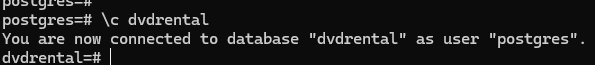 postgres=#
postgres=# \c dvdrental
You are now connected to database "dvdrental" as user "postgres".
dvdrental=#